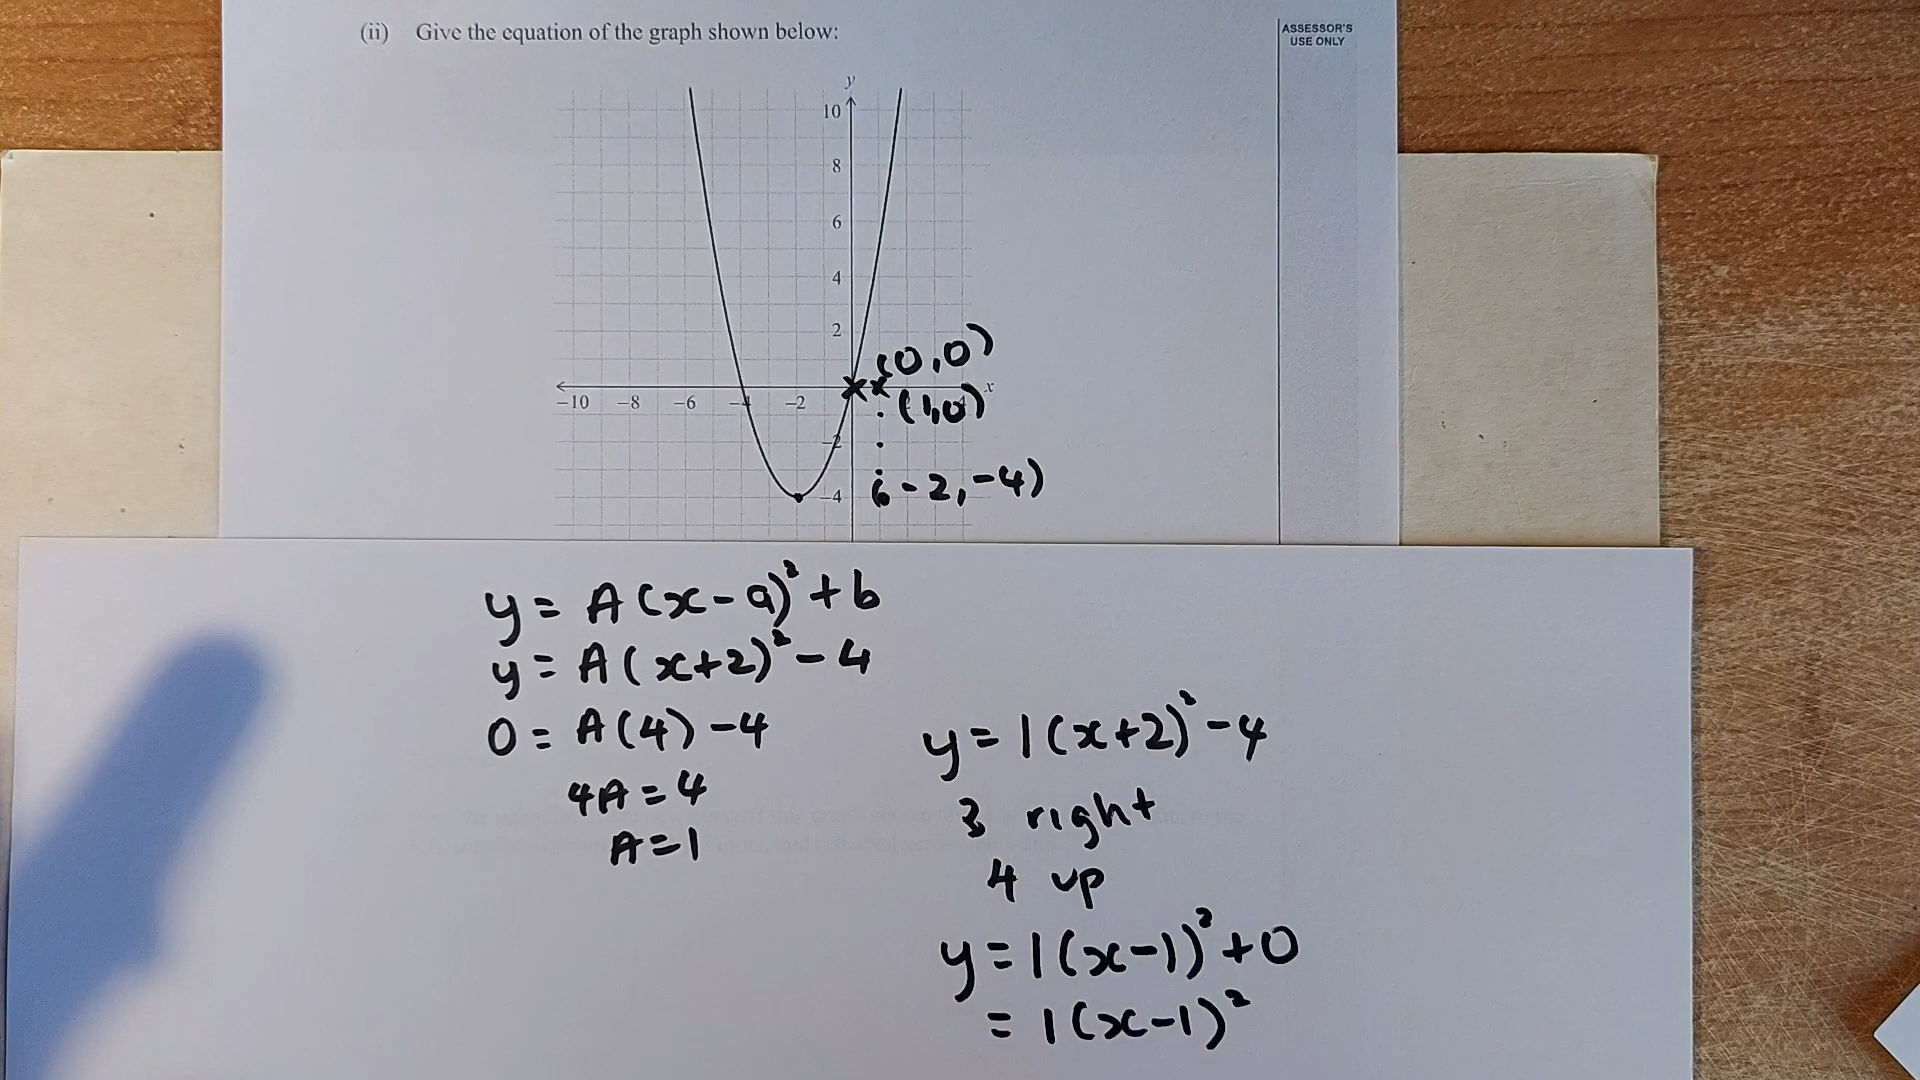 (ii) Give the equation of the graph shown below:
ASSESSOR'S
USE ONLY
y
10
8
6
4
2
(0,0)
x
-10 -8 -6 -4 -2
(1,0)
-2
-4
(-2,-4)
y = A(x-a)² + b
y = A(x+2)² - 4
0 = A(4) - 4
4A = 4
A = 1
y = 1(x+2)² - 4
3 right
4 up
y = 1(x-1)² + 0
= 1(x-1)²